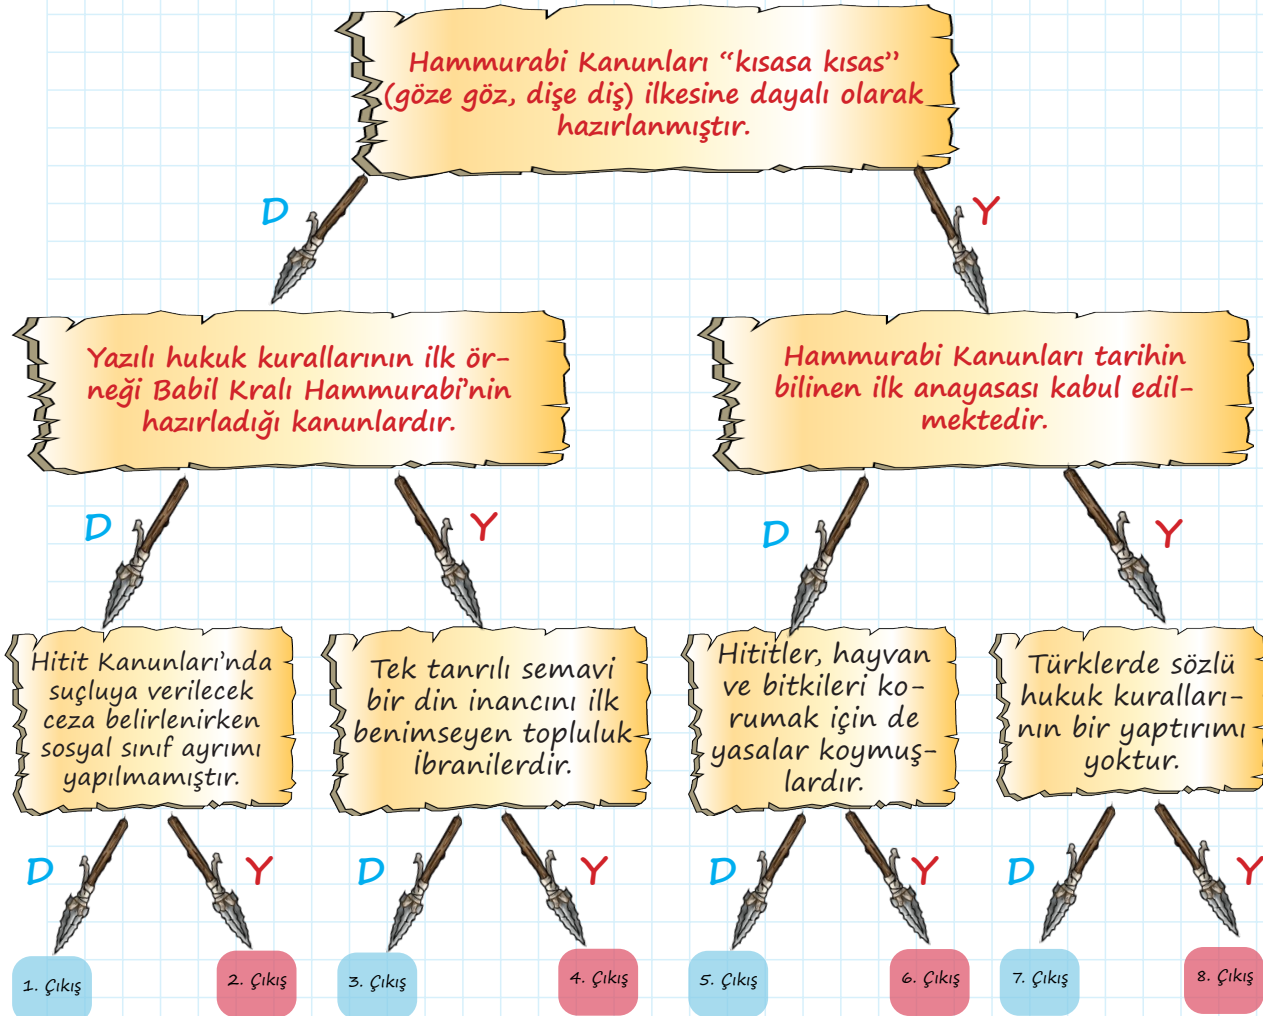 Hammurabi Kanunları “kısasa kısas”
(göze göz, dişe diş) ilkesine dayalı olarak
hazırlanmıştır.
D
Y
Yazılı hukuk kurallarının ilk ör-
neği Babil Kralı Hammurabi’nin
hazırladığı kanunlardır.
Hammurabi Kanunları tarihin
bilinen ilk anayasası kabul edil-
mektedir.
D
Y
D
Y
Hitit Kanunları’nda
suçluya verilecek
ceza belirlenirken
sosyal sınıf ayrımı
yapılmamıştır.
Tek tanrılı semavi
bir din inancını ilk
benimseyen topluluk
İbranilerdir.
Hititler, hayvan
ve bitkileri ko-
rumak için de
yasalar koymuş-
lardır.
Türklerde sözlü
hukuk kuralları-
nın bir yaptırımı
yoktur.
D
Y
D
Y
D
Y
D
Y
1. Çıkış
2. Çıkış
3. Çıkış
4. Çıkış
5. Çıkış
6. Çıkış
7. Çıkış
8. Çıkış